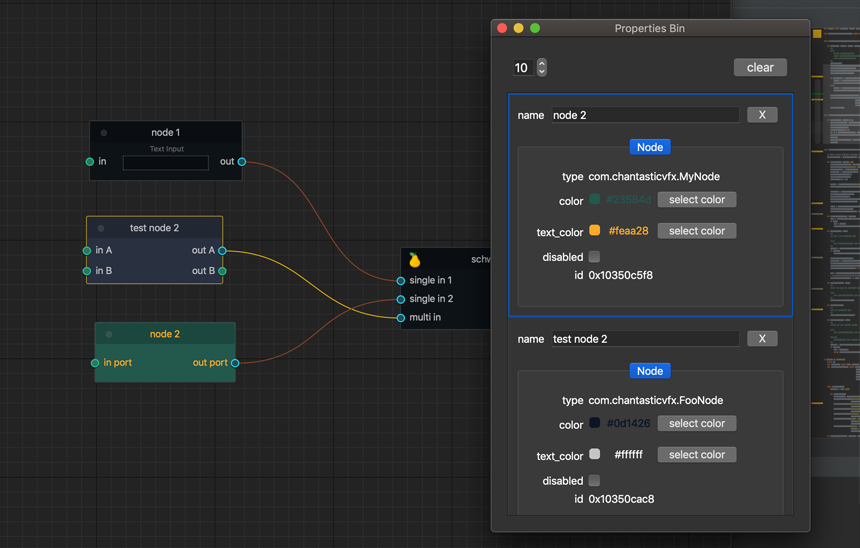 node 1
Text Input
in
out
test node 2
in A
out A
in B
out B
node 2
in port
out port
single in 1
single in 2
multi in
Properties Bin
10
clear
name node 2 X
Node
type com.chantasticvfx.MyNode
color #23584d select color
text_color #feaa28 select color
disabled
id 0x10350c5f8
name test node 2 X
Node
type com.chantasticvfx.FooNode
color #0d1426 select color
text_color #ffffff select color
disabled
id 0x10350cac8